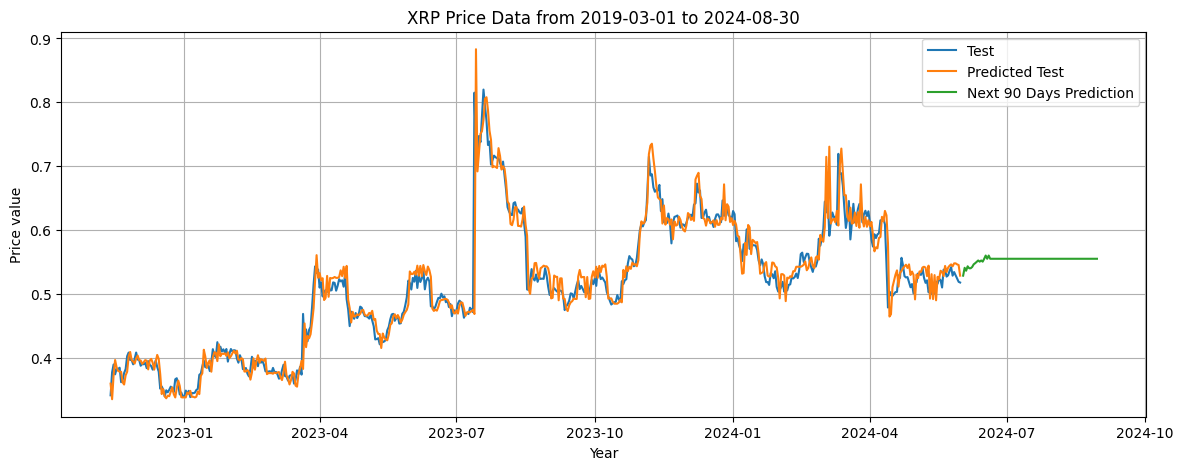 XRP Price Data from 2019-03-01 to 2024-08-30
Test
Predicted Test
Next 90 Days Prediction
Price value
0.9
0.8
0.7
0.6
0.5
0.4
2023-01
2023-04
2023-07
2023-10
2024-01
2024-04
2024-07
2024-10
Year